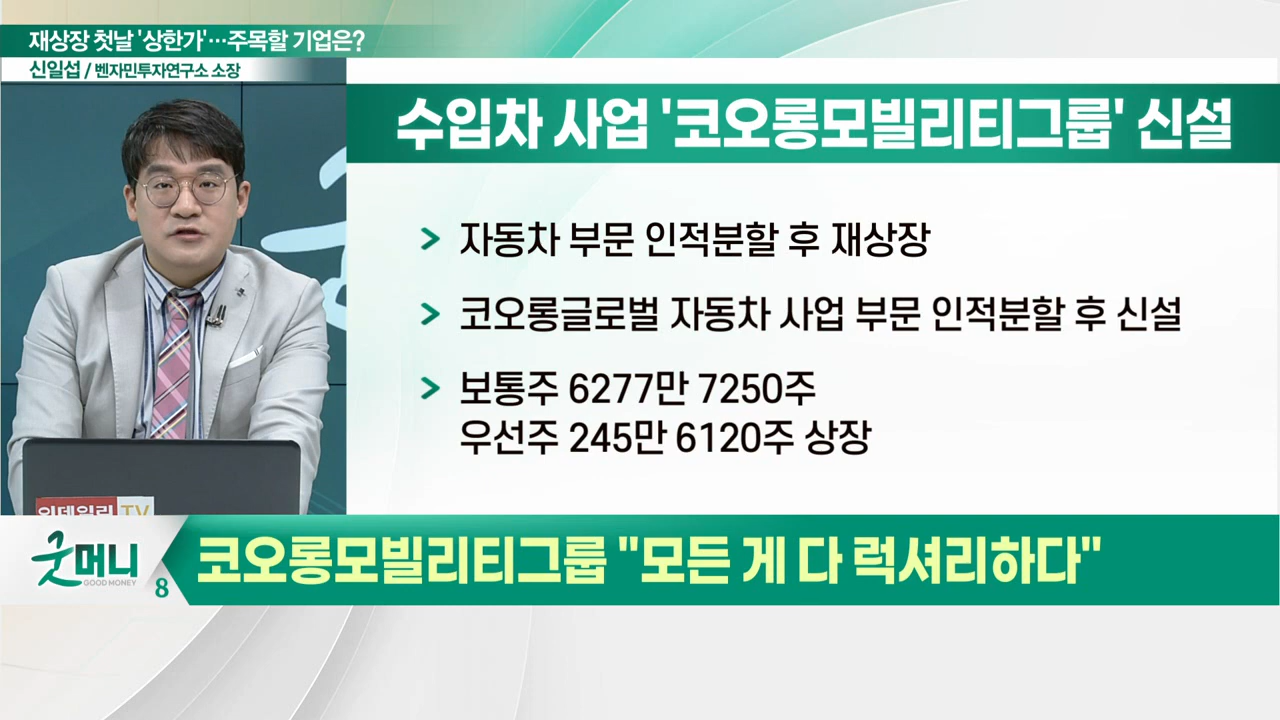 재상장 첫날 '상한가'…주목할 기업은?
신일섭 / 벤자민투자연구소 소장
수입차 사업 '코오롱모빌리티그룹' 신설
> 자동차 부문 인적분할 후 재상장
> 코오롱글로벌 자동차 사업 부문 인적분할 후 신설
> 보통주 6277만 7250주
우선주 245만 6120주 상장
이데일리 TV
굿머니
GOOD MONEY
8
코오롱모빌리티그룹 "모든 게 다 럭셔리하다"